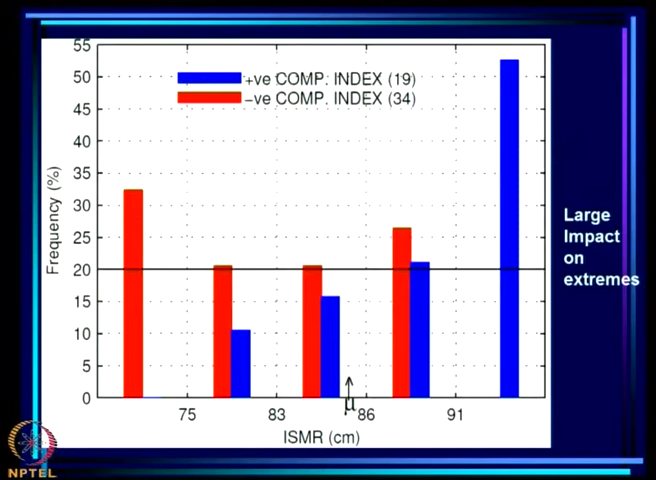 55
50
45
40
35
30
25
20
15
10
5
0
Frequency (%)
+ve COMP. INDEX (19)
−ve COMP. INDEX (34)
75 83 μ 86 91
ISMR (cm)
Large
Impact
on
extremes
NPTEL